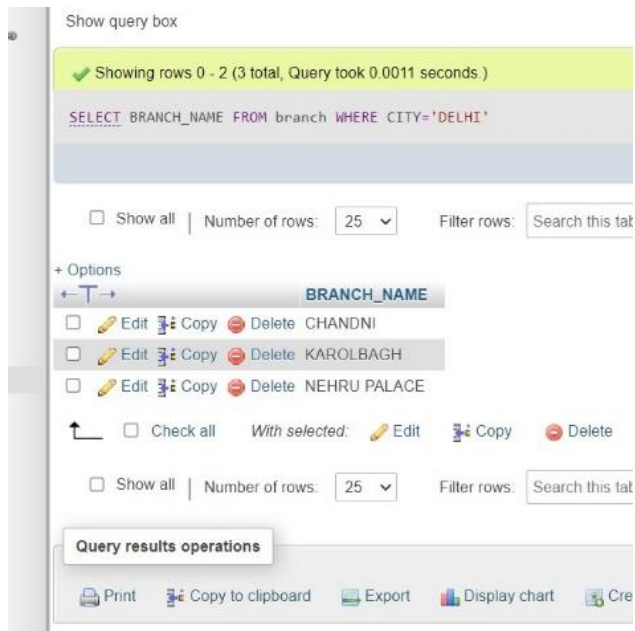 Show query box
Showing rows 0 - 2 (3 total, Query took 0.0011 seconds.)
SELECT BRANCH_NAME FROM branch WHERE CITY='DELHI'
Show all | Number of rows: 25 Filter rows: Search this tab
+ Options
←T→ BRANCH_NAME
Edit Copy Delete CHANDNI
Edit Copy Delete KAROLBAGH
Edit Copy Delete NEHRU PALACE
Check all With selected: Edit Copy Delete
Show all | Number of rows: 25 Filter rows: Search this tab
Query results operations
Print Copy to clipboard Export Display chart Cre